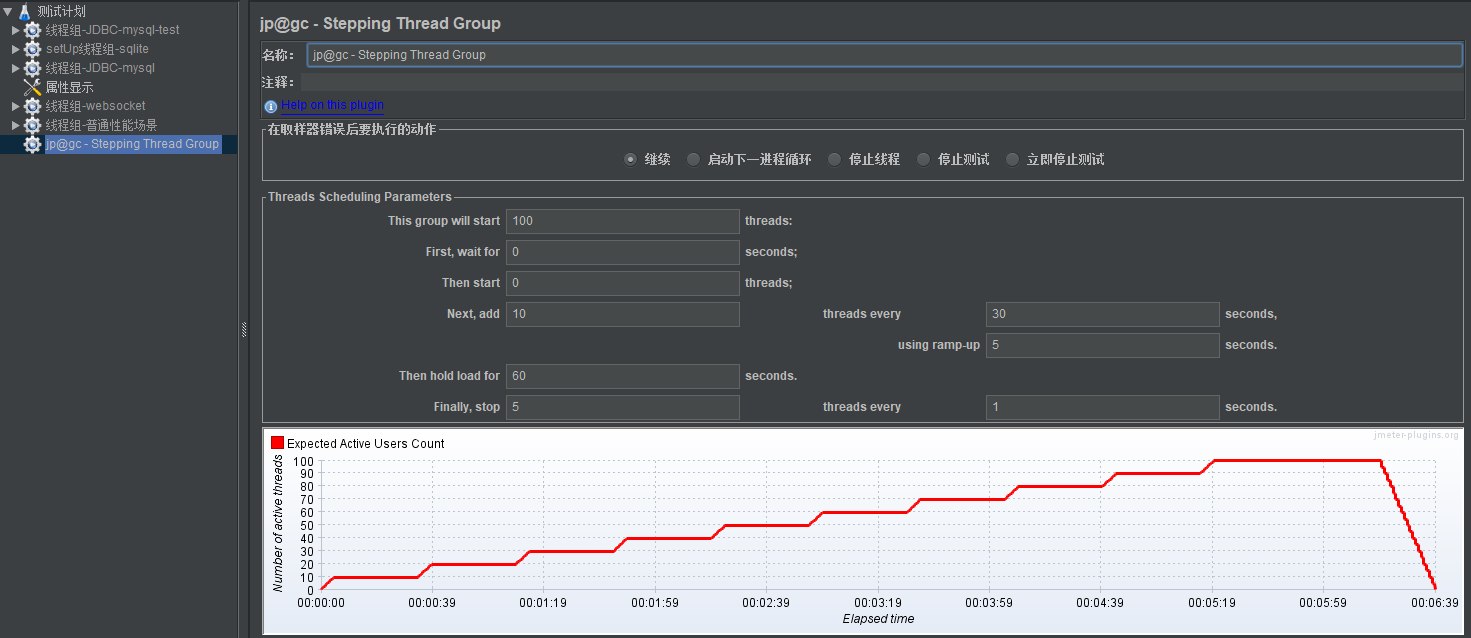 测试计划
线程组-JDBC-mysql-test
setUp线程组-sqlite
线程组-JDBC-mysql
属性显示
线程组-websocket
线程组-普通性能场景
jp@gc - Stepping Thread Group
jp@gc - Stepping Thread Group
名称： jp@gc - Stepping Thread Group
注释：
Help on this plugin
在取样器错误后要执行的动作
继续 启动下一进程循环 停止线程 停止测试 立即停止测试
Threads Scheduling Parameters
This group will start 100 threads:
First, wait for 0 seconds;
Then start 0 threads;
Next, add 10 threads every 30 seconds,
using ramp-up 5 seconds.
Then hold load for 60 seconds.
Finally, stop 5 threads every 1 seconds.
jmeter-plugins.org
Expected Active Users Count
Number of active threads
100
90
80
70
60
50
40
30
20
10
0
00:00:00 00:00:39 00:01:19 00:01:59 00:02:39 00:03:19 00:03:59 00:04:39 00:05:19 00:05:59 00:06:39
Elapsed time